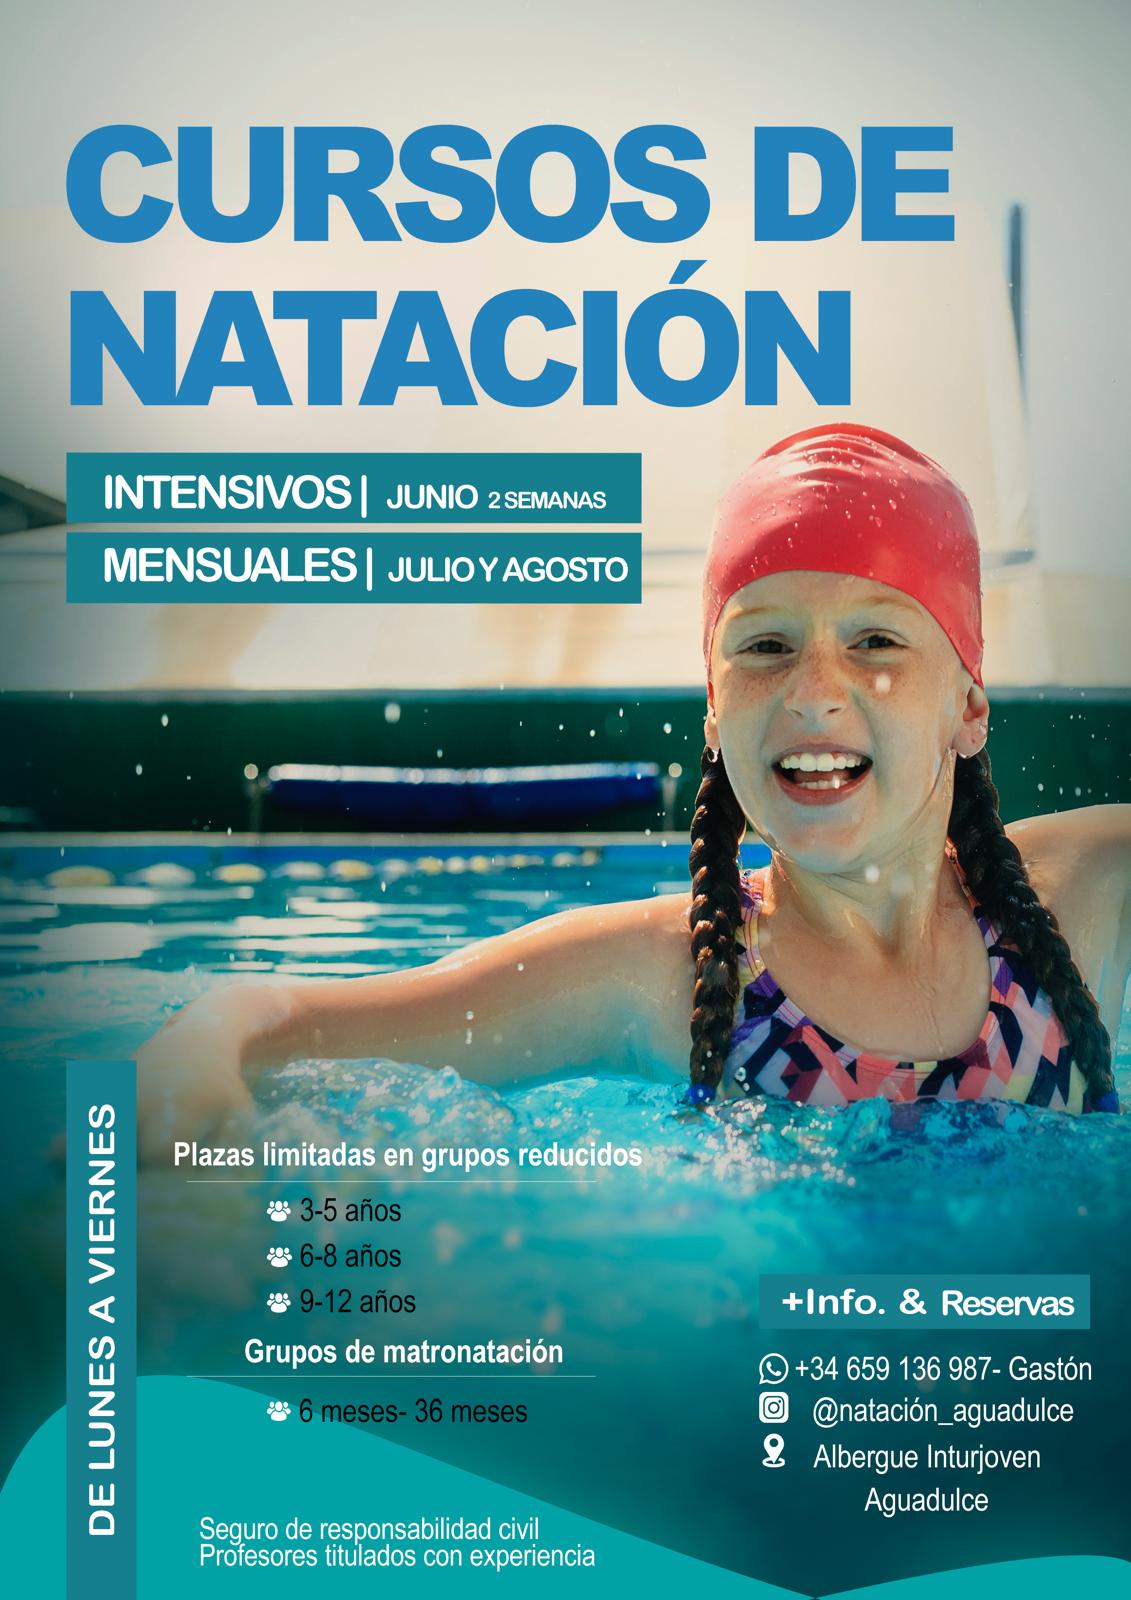 CURSOS DE
NATACIÓN
INTENSIVOS| JUNIO 2 SEMANAS
MENSUALES| JULIO Y AGOSTO
DE LUNES A VIERNES
Plazas limitadas en grupos reducidos
3-5 años
6-8 años
9-12 años
Grupos de matronatación
6 meses- 36 meses
Seguro de responsabilidad civil
Profesores titulados con experiencia
+Info. & Reservas
+34 659 136 987- Gastón
@natación_aguadulce
Albergue Inturjoven
Aguadulce